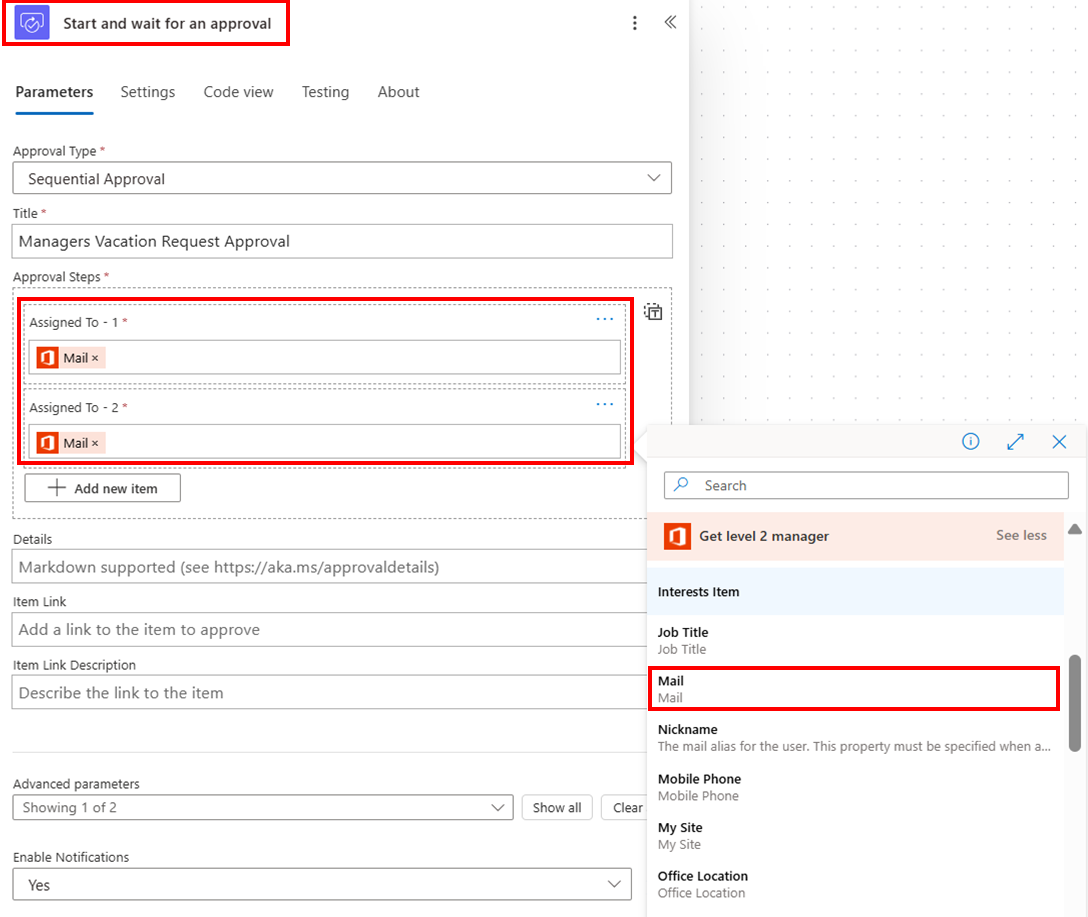 Start and wait for an approval
Parameters
Settings
Code view
Testing
About
Approval Type *
Sequential Approval
Title *
Managers Vacation Request Approval
Approval Steps *
Assigned To - 1 *
Mail ×
Assigned To - 2 *
Mail ×
Add new item
Details
Markdown supported (see https://aka.ms/approvaldetails)
Item Link
Add a link to the item to approve
Item Link Description
Describe the link to the item
Advanced parameters
Showing 1 of 2
Show all
Clear
Enable Notifications
Yes
Search
Get level 2 manager
See less
Interests Item
Job Title
Job Title
Mail
Mail
Nickname
The mail alias for the user. This property must be specified when a...
Mobile Phone
Mobile Phone
My Site
My Site
Office Location
Office Location